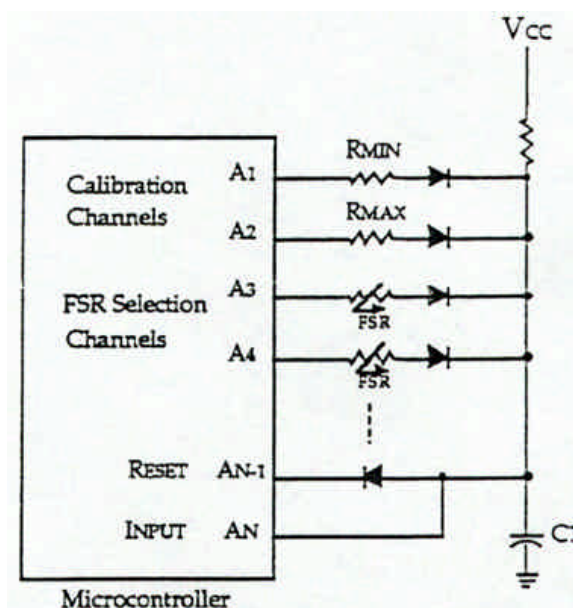 VCC
RMIN
Calibration
Channels
A1
RMAX
A2
FSR Selection
Channels
A3
FSR
A4
FSR
RESET AN-1
INPUT AN
Microcontroller